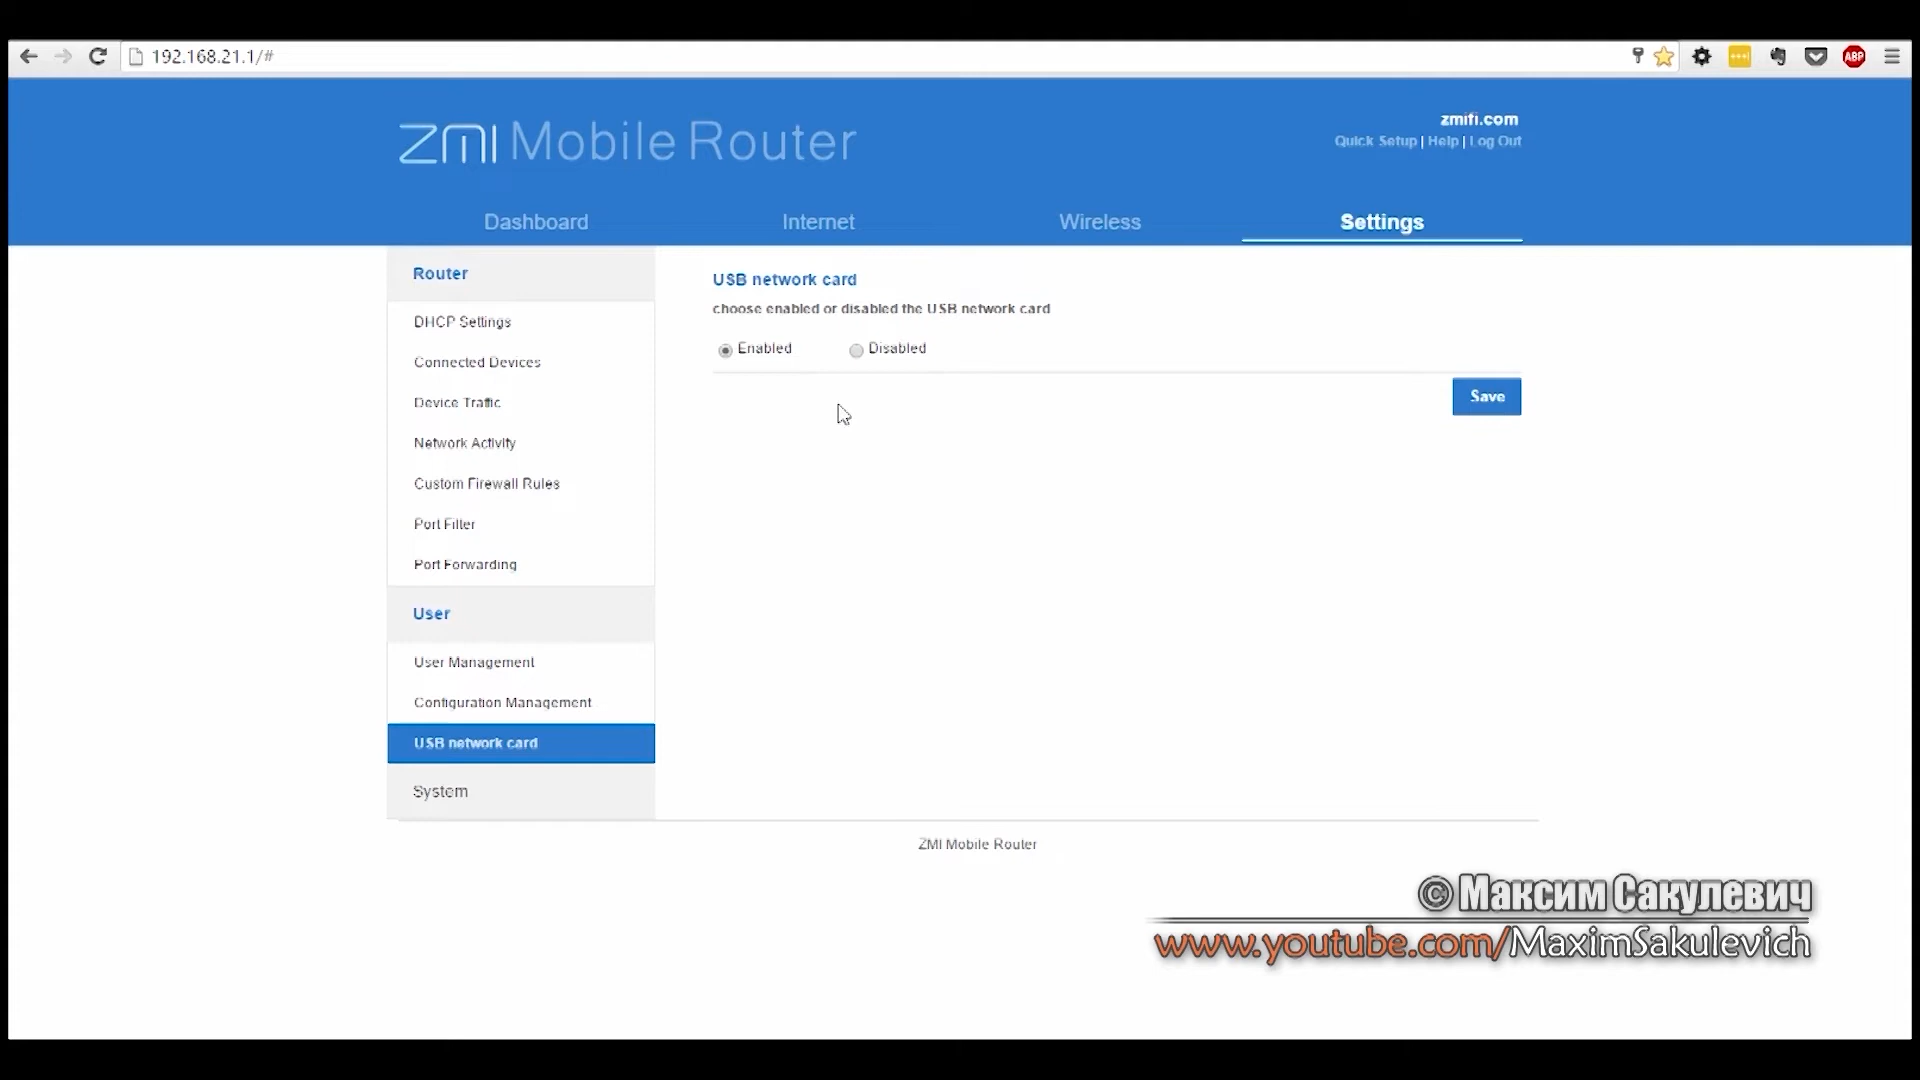 192.168.21.1/#
ABP
ZMI Mobile Router
zmifi.com
Quick Setup | Help | Log Out
Dashboard
Internet
Wireless
Settings
Router
DHCP Settings
Connected Devices
Device Traffic
Network Activity
Custom Firewall Rules
Port Filter
Port Forwarding
User
User Management
Configuration Management
USB network card
System
USB network card
choose enabled or disabled the USB network card
Enabled
Disabled
Save
ZMI Mobile Router
© Максим Сакулевич
www.youtube.com/MaximSakulevich